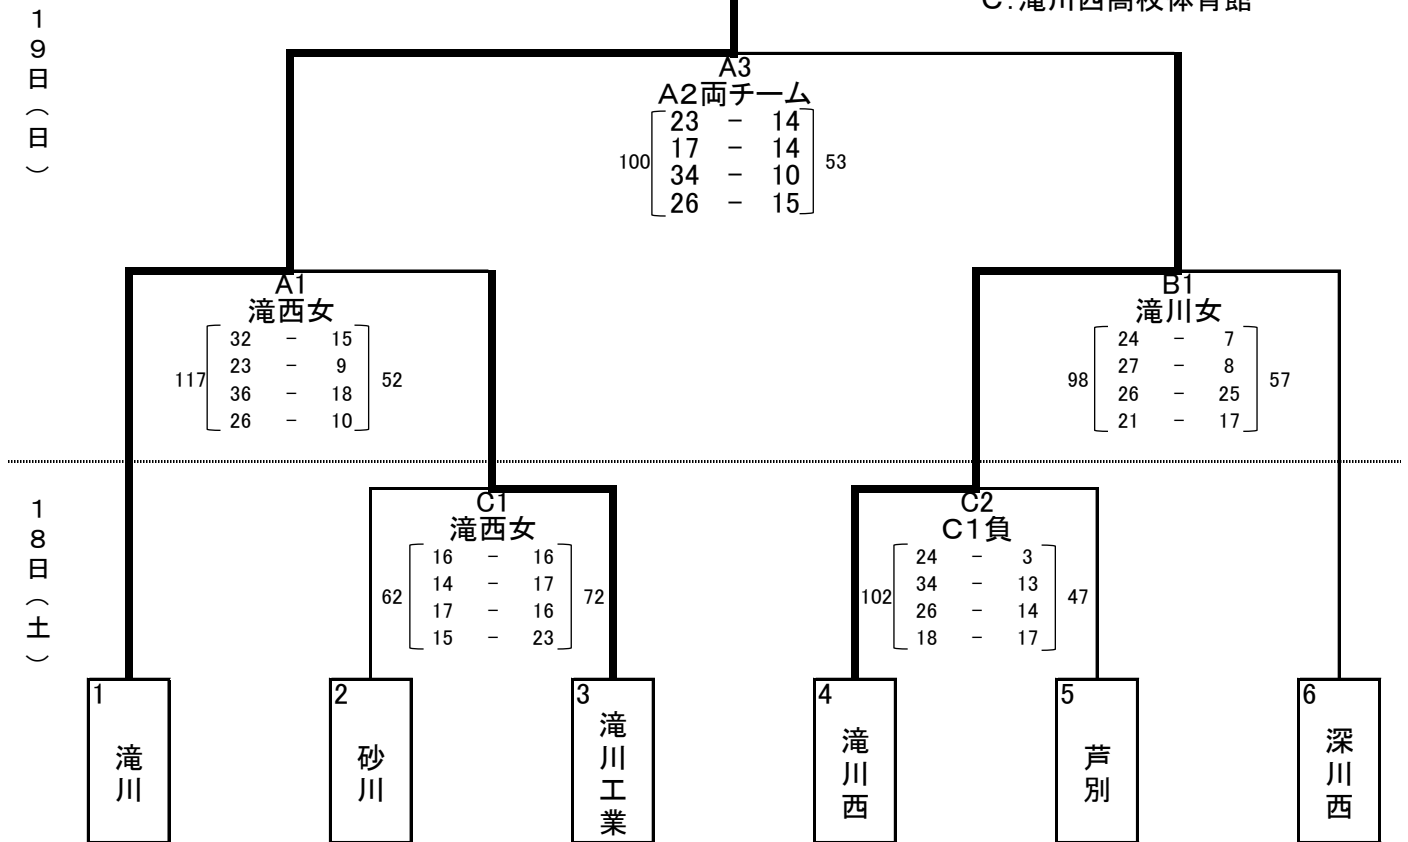 C：滝川西高校体育館
19日（日）
A3
A2両チーム
23 － 14
17 － 14
34 － 10
26 － 15
100
53
A1
滝西女
32 － 15
23 － 9
36 － 18
26 － 10
117
52
B1
滝川女
24 － 7
27 － 8
26 － 25
21 － 17
98
57
18日（土）
C1
滝西女
16 － 16
14 － 17
17 － 16
15 － 23
62
72
C2
C1負
24 － 3
34 － 13
26 － 14
18 － 17
102
47
1
滝川
2
砂川
3
滝川工業
4
滝川西
5
芦別
6
深川西